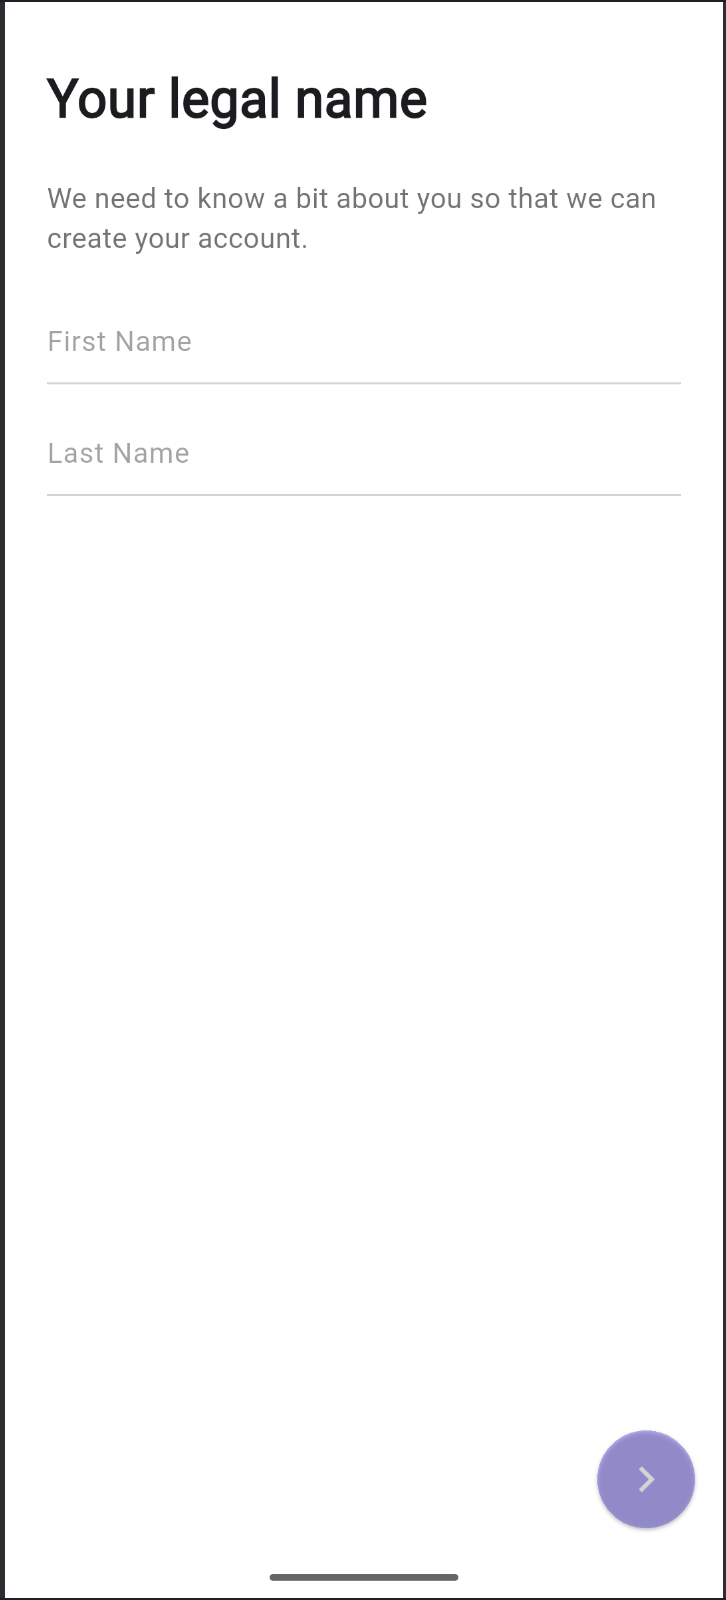 Your legal name
We need to know a bit about you so that we can
create your account.
First Name
Last Name